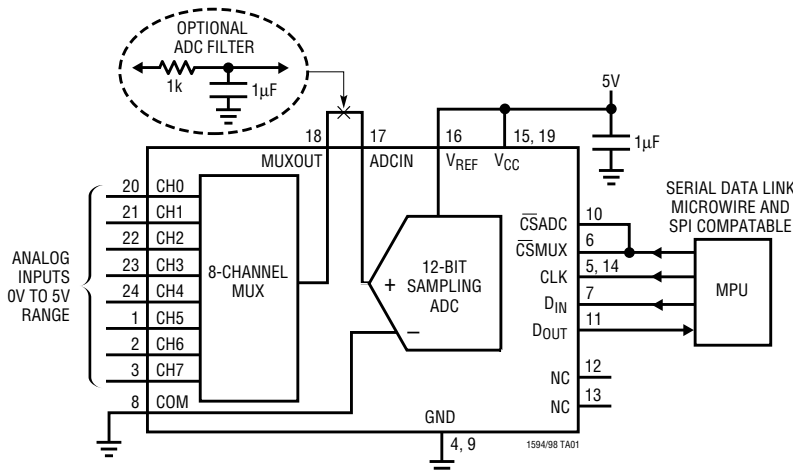 OPTIONAL
ADC FILTER
1k
1µF
5V
1µF
18
17
16
15, 19
MUXOUT
ADCIN
VREF
VCC
SERIAL DATA LINK
MICROWIRE AND
SPI COMPATABLE
ANALOG
INPUTS
0V TO 5V
RANGE
20 CH0
21 CH1
22 CH2
23 CH3
24 CH4
1 CH5
2 CH6
3 CH7
8 COM
8-CHANNEL
MUX
+
12-BIT
SAMPLING
ADC
–
CSADC 10
CSMUX 6
CLK 5, 14
DIN 7
DOUT 11
NC 12
NC 13
MPU
GND
4, 9
1594/98 TA01